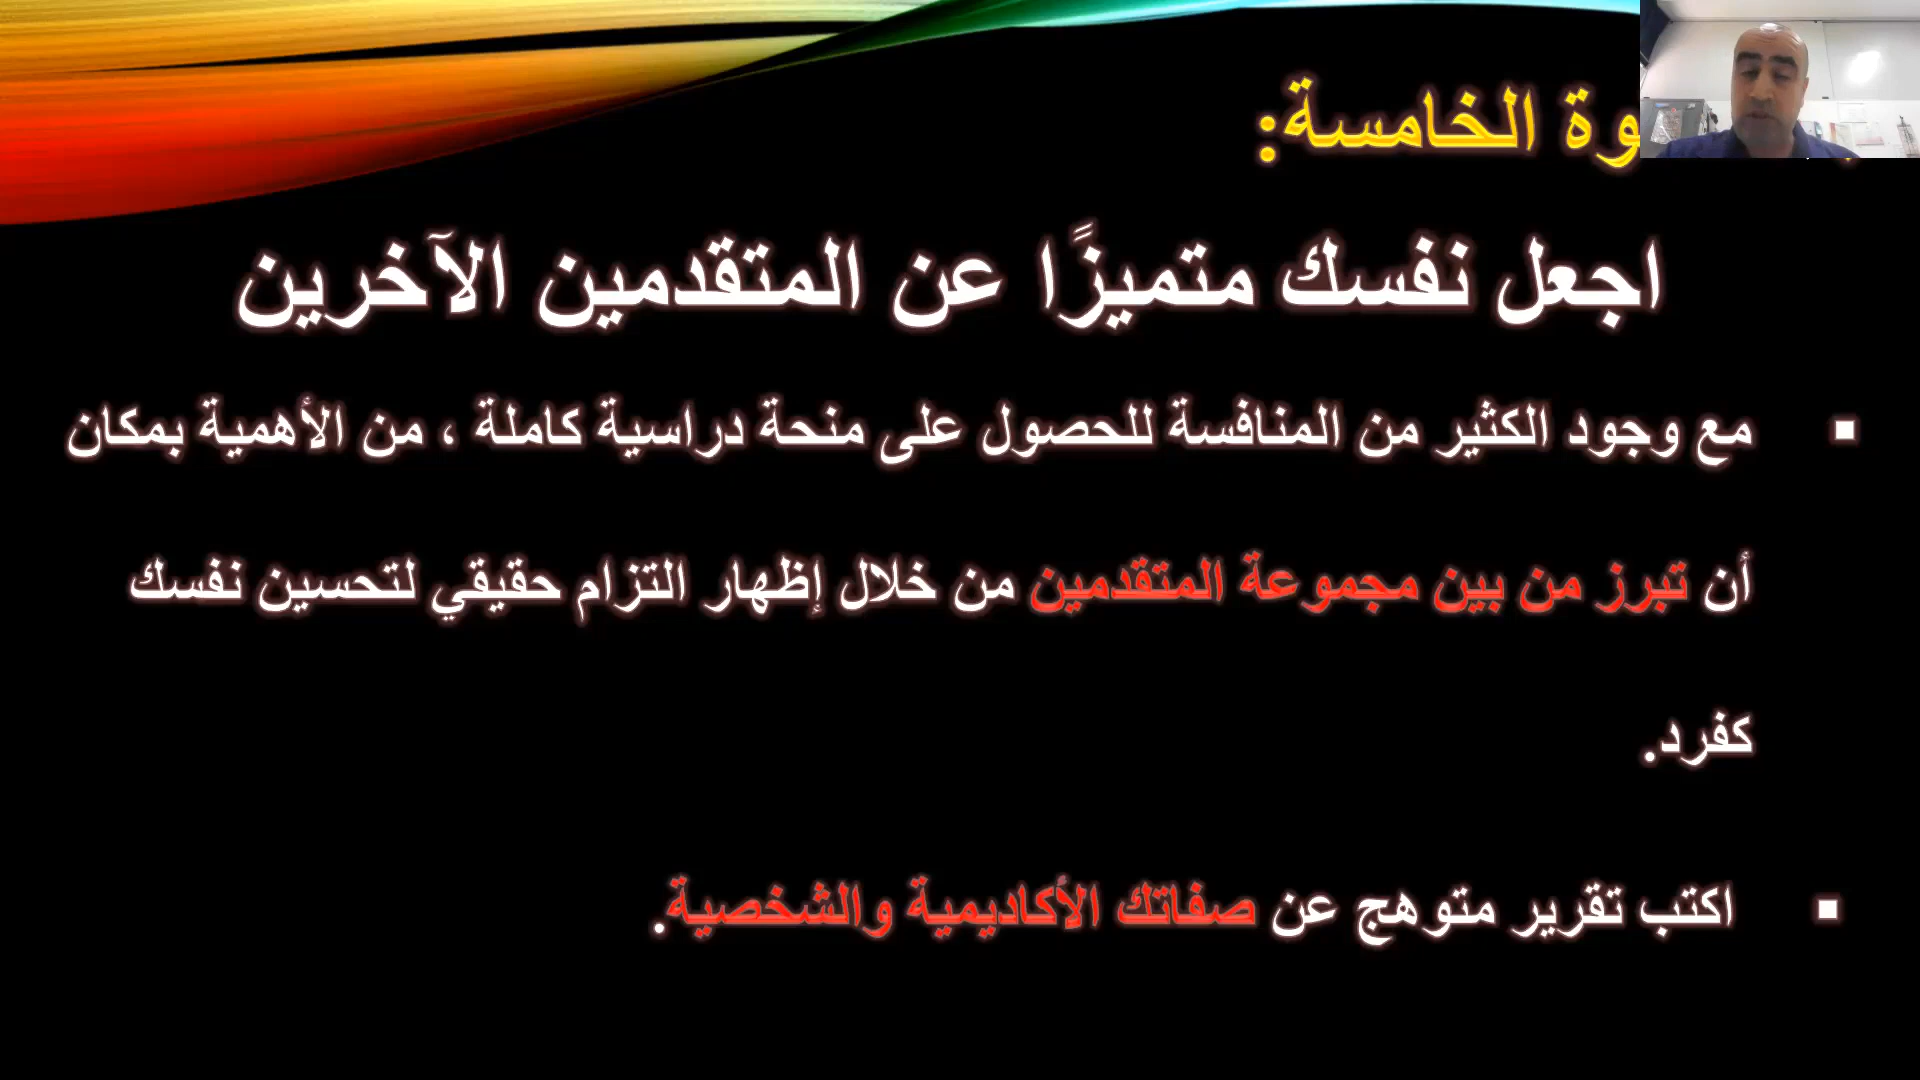 الخامسة:
اجعل نفسك متميزًا عن المتقدمين الآخرين
▪ مع وجود الكثير من المنافسة للحصول على منحة دراسية كاملة ، من الأهمية بمكان
أن تبرز من بين مجموعة المتقدمين من خلال إظهار التزام حقيقي لتحسين نفسك
كفرد.
▪ اكتب تقرير متوهج عن صفاتك الأكاديمية والشخصية.